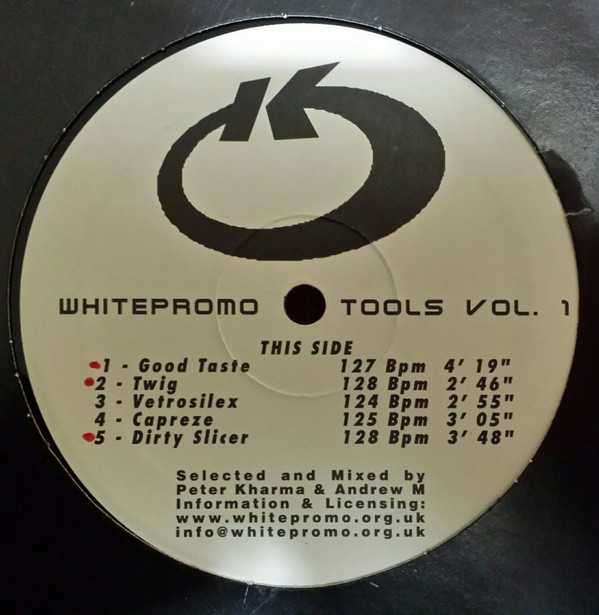 K
WHITEPROMO TOOLS VOL. 1
THIS SIDE
1 - Good Taste 127 Bpm 4' 19"
2 - Twig 128 Bpm 2' 46"
3 - Vetrosilex 124 Bpm 2' 55"
4 - Capreze 125 Bpm 3' 05"
5 - Dirty Slicer 128 Bpm 3' 48"
Selected and Mixed by
Peter Kharma & Andrew M
Information & Licensing:
www.whitepromo.org.uk
info@whitepromo.org.uk